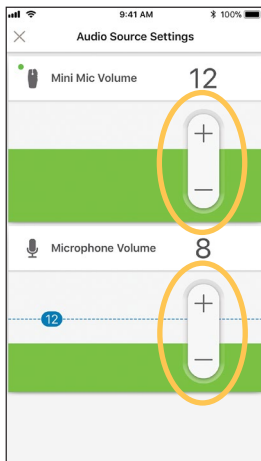 9:41 AM 100%
Audio Source Settings
Mini Mic Volume 12
+
−
Microphone Volume 8
+
12
−